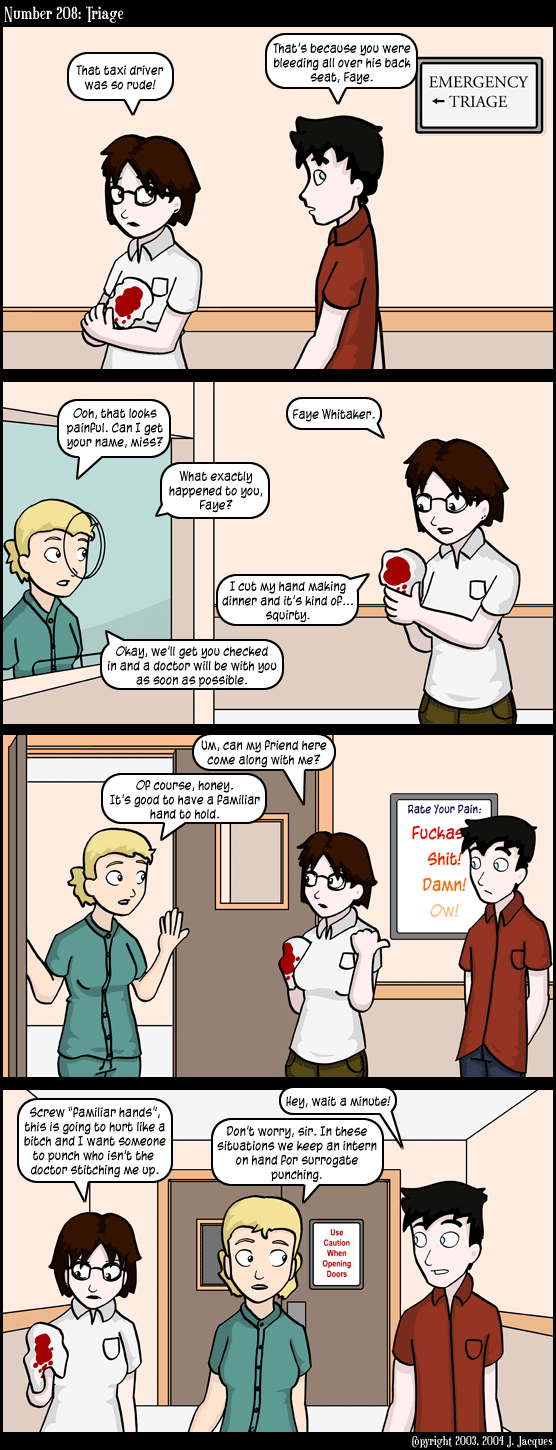 Number 208: Triage
That taxi driver
was so rude!
That's because you were
bleeding all over his back
seat, Faye.
EMERGENCY
← TRIAGE
Ooh, that looks
painful. Can I get
your name, miss?
Faye Whitaker.
What exactly
happened to you,
Faye?
I cut my hand making
dinner and it's kind of...
squirty.
Okay, we'll get you checked
in and a doctor will be with you
as soon as possible.
Um, can my friend here
come along with me?
Of course, honey.
It's good to have a familiar
hand to hold.
Rate Your Pain:
Shit!
Damn!
Ow!
Screw "familiar hands",
this is going to hurt like a
bitch and I want someone
to punch who isn't the
doctor stitching me up.
Hey, wait a minute!
Don't worry, sir. In these
situations we keep an intern
on hand for surrogate
punching.
Use
Caution
When
Opening
Doors
Copyright 2003, 2004 J. Jacques